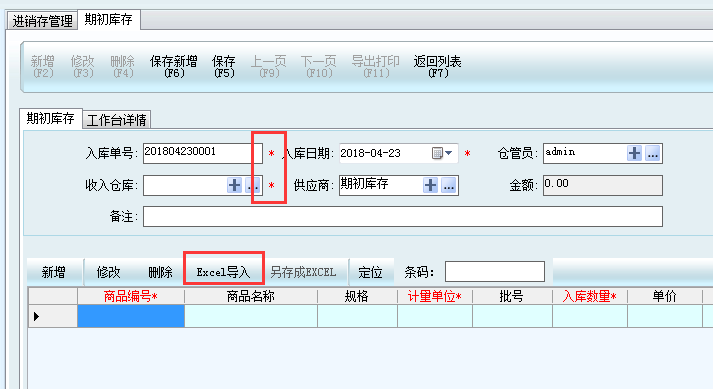 进销存管理 期初库存
新增 修改 删除 保存新增 保存 上一页 下一页 导出打印 返回列表
(F2) (F3) (F4) (F6) (F5) (F9) (F10) (F11) (F7)
期初库存 工作台详情
入库单号: 201804230001 * 入库日期: 2018-04-23 * 仓管员: admin
收入仓库: * 供应商: 期初库存 金额: 0.00
备注:
新增 修改 删除 Excel导入 另存成EXCEL 定位 条码:
商品编号* 商品名称 规格 计量单位* 批号 入库数量* 单价